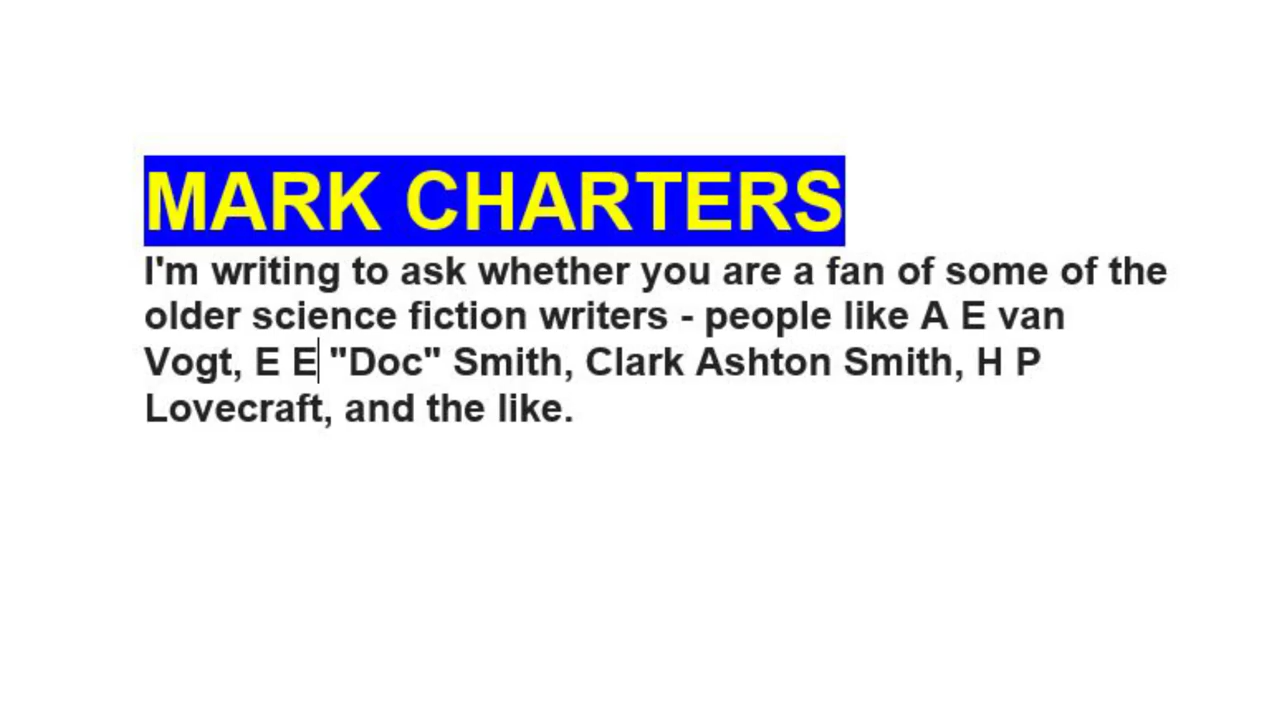 MARK CHARTERS
I'm writing to ask whether you are a fan of some of the
older science fiction writers - people like A E van
Vogt, E E "Doc" Smith, Clark Ashton Smith, H P
Lovecraft, and the like.